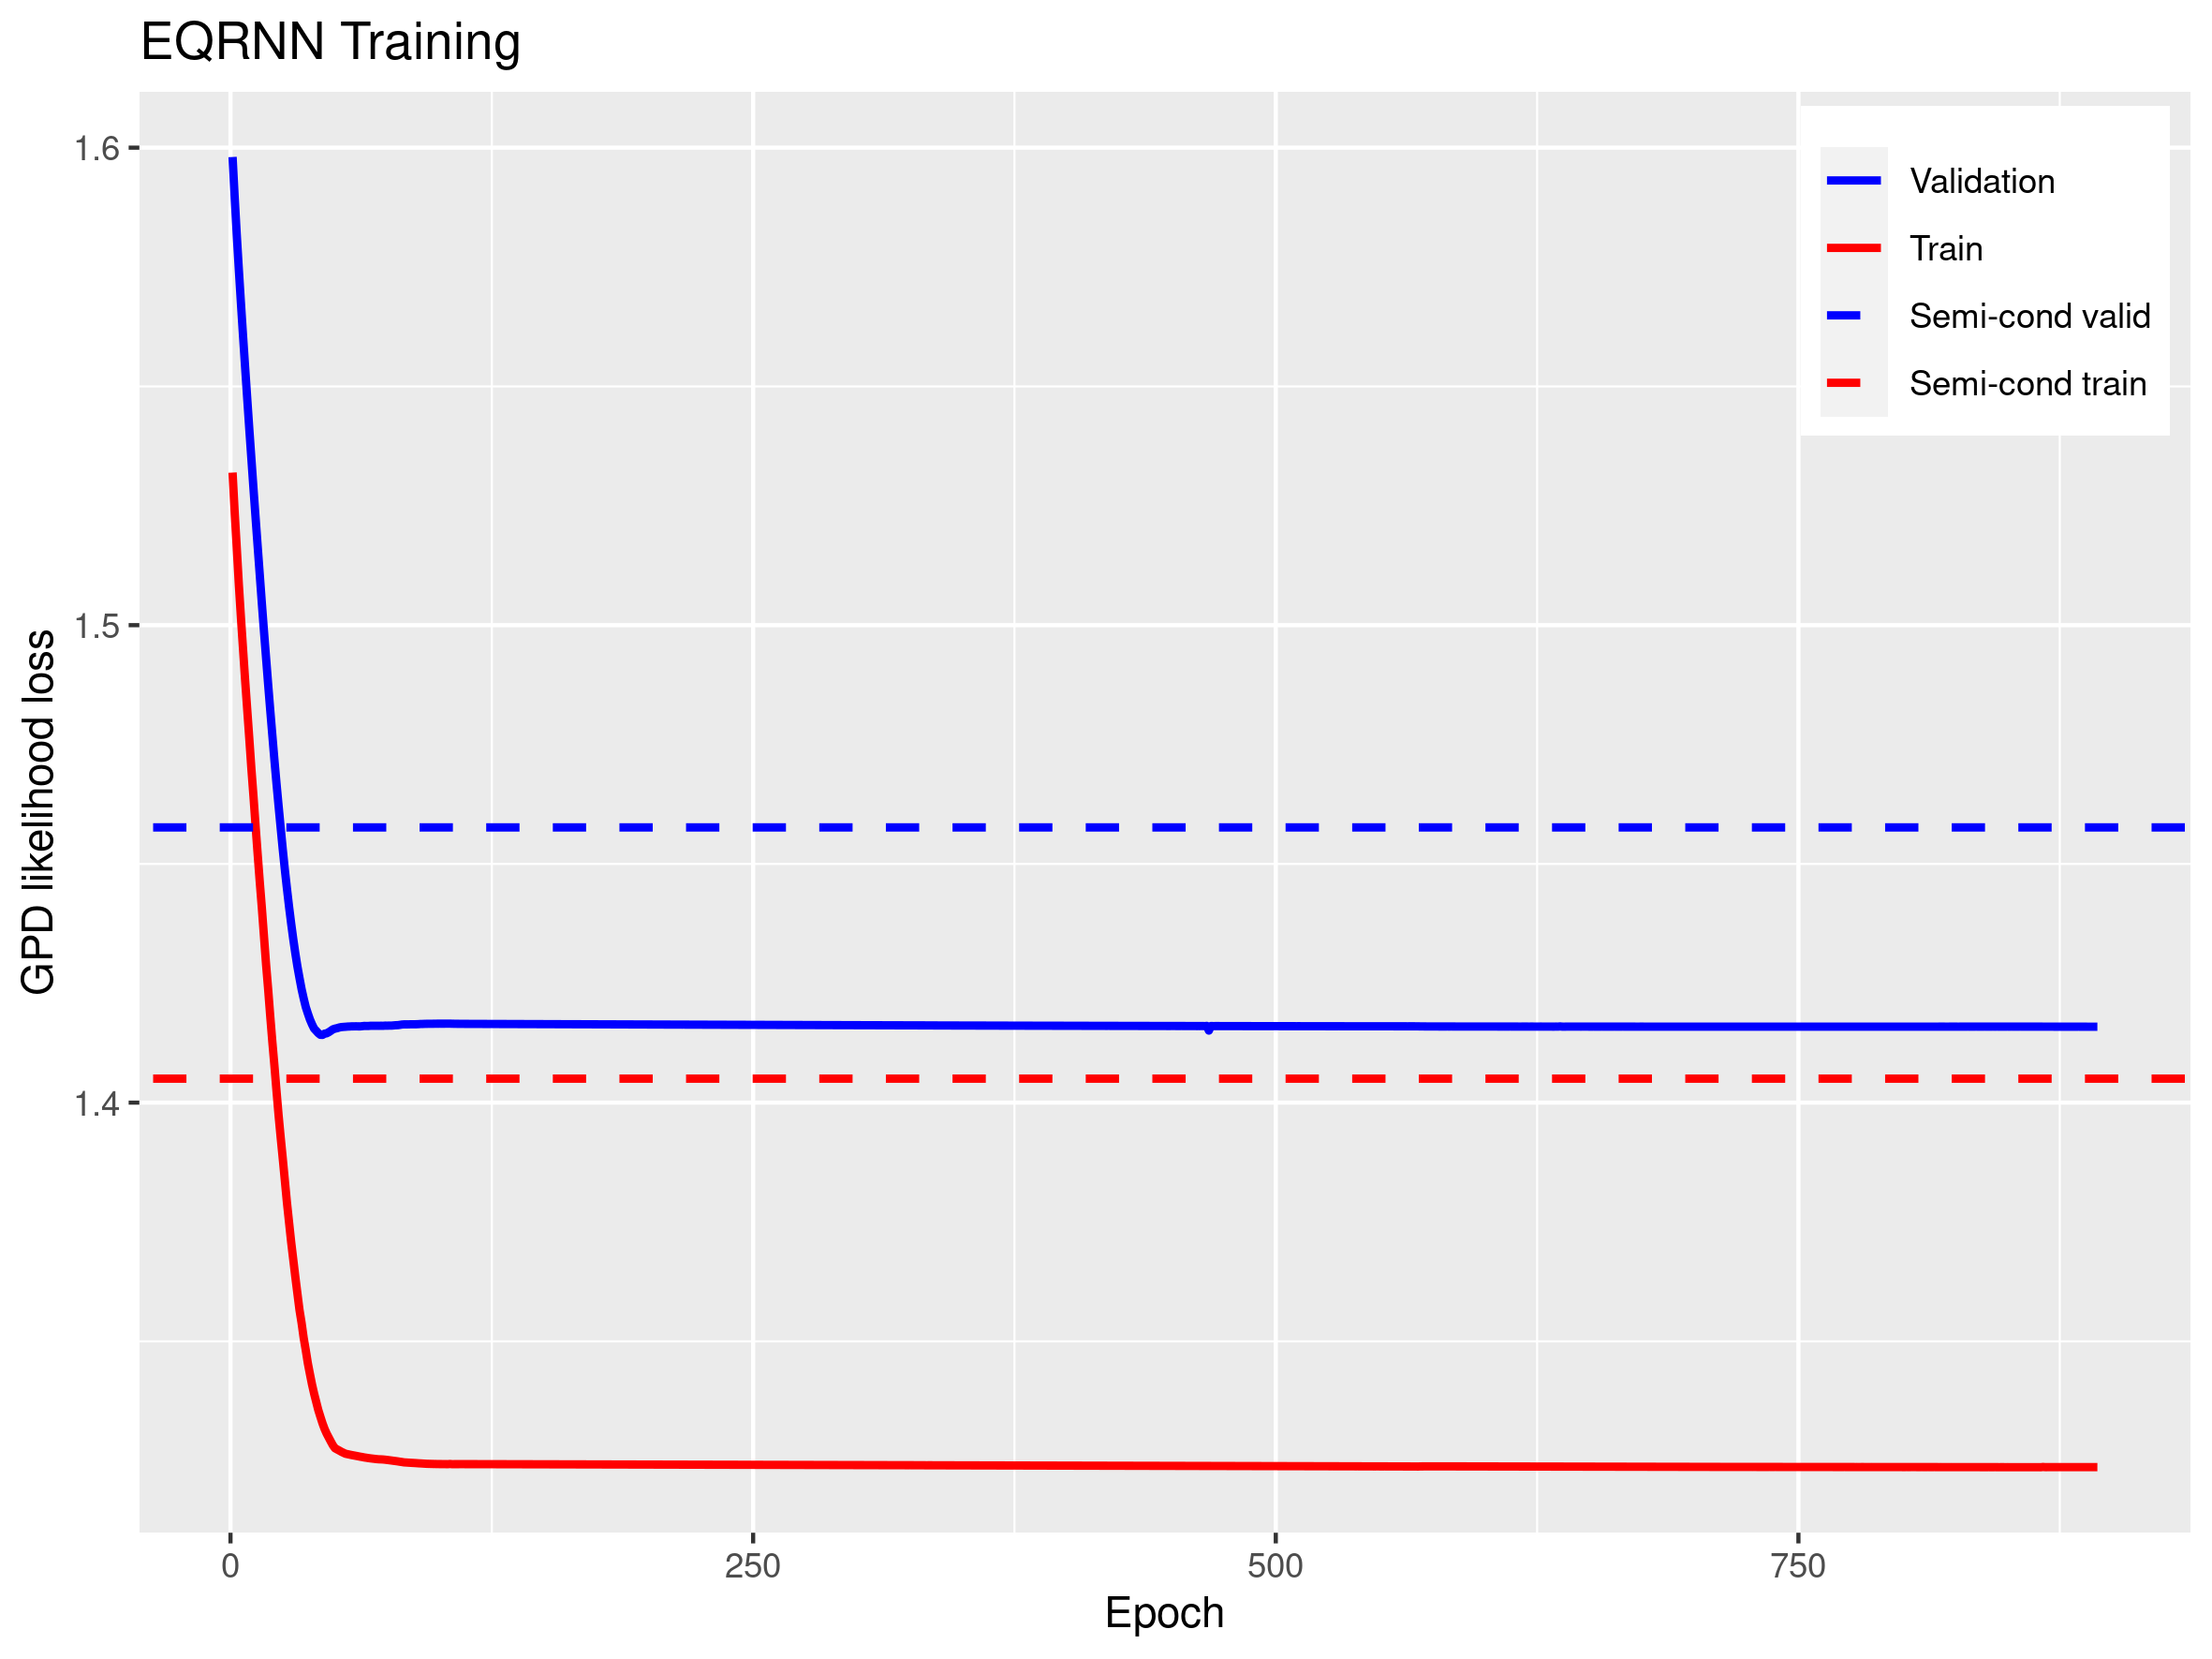 EQRNN Training
GPD likelihood loss
1.6
1.5
1.4
Validation
Train
Semi-cond valid
Semi-cond train
0 250 500 750
Epoch